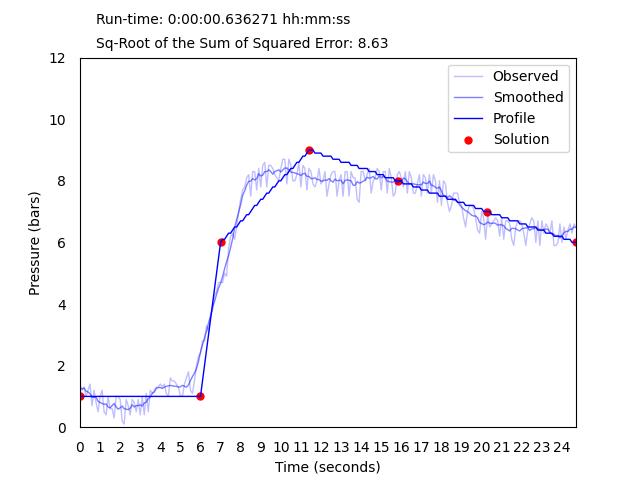 Run-time: 0:00:00.636271 hh:mm:ss
Sq-Root of the Sum of Squared Error: 8.63
Observed
Smoothed
Profile
Solution
Pressure (bars)
12
10
8
6
4
2
0
0 1 2 3 4 5 6 7 8 9 10 11 12 13 14 15 16 17 18 19 20 21 22 23 24
Time (seconds)